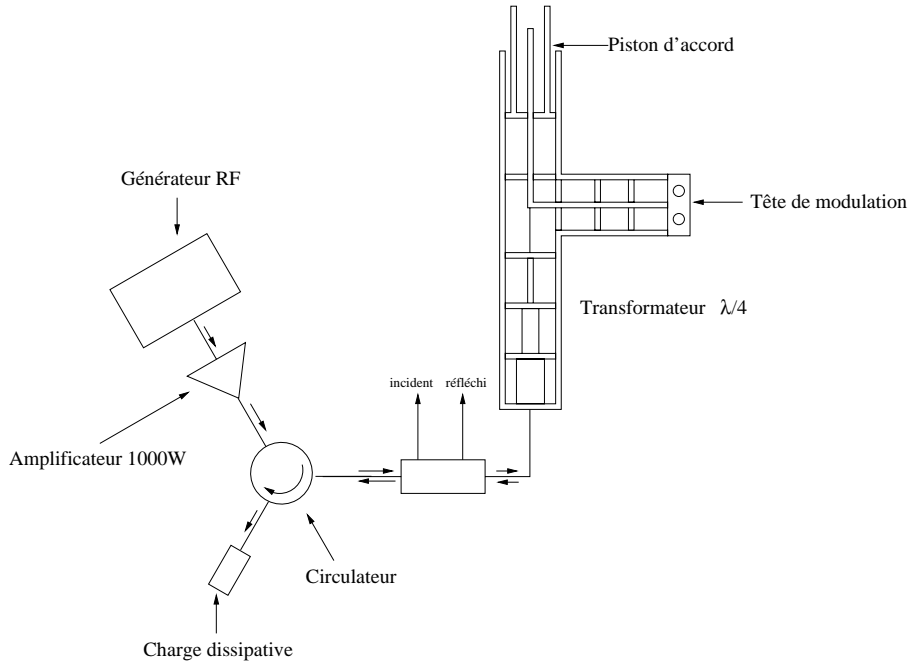 Piston d'accord
Générateur RF
Tête de modulation
Transformateur λ/4
incident réfléchi
Amplificateur 1000W
Circulateur
Charge dissipative